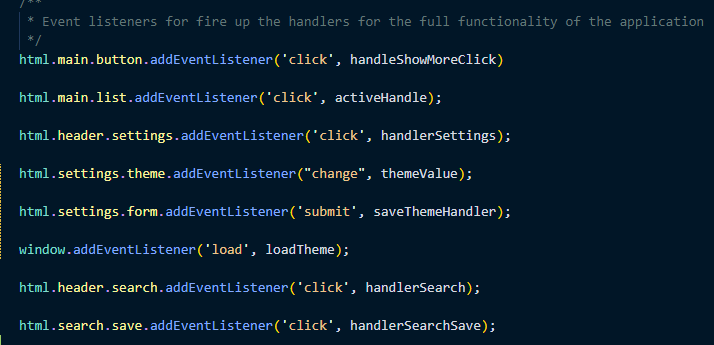 /**
* Event listeners for fire up the handlers for the full functionality of the application
*/
html.main.button.addEventListener('click', handleShowMoreClick)
html.main.list.addEventListener('click', activeHandle);
html.header.settings.addEventListener('click', handlerSettings);
html.settings.theme.addEventListener("change", themeValue);
html.settings.form.addEventListener('submit', saveThemeHandler);
window.addEventListener('load', loadTheme);
html.header.search.addEventListener('click', handlerSearch);
html.search.save.addEventListener('click', handlerSearchSave);